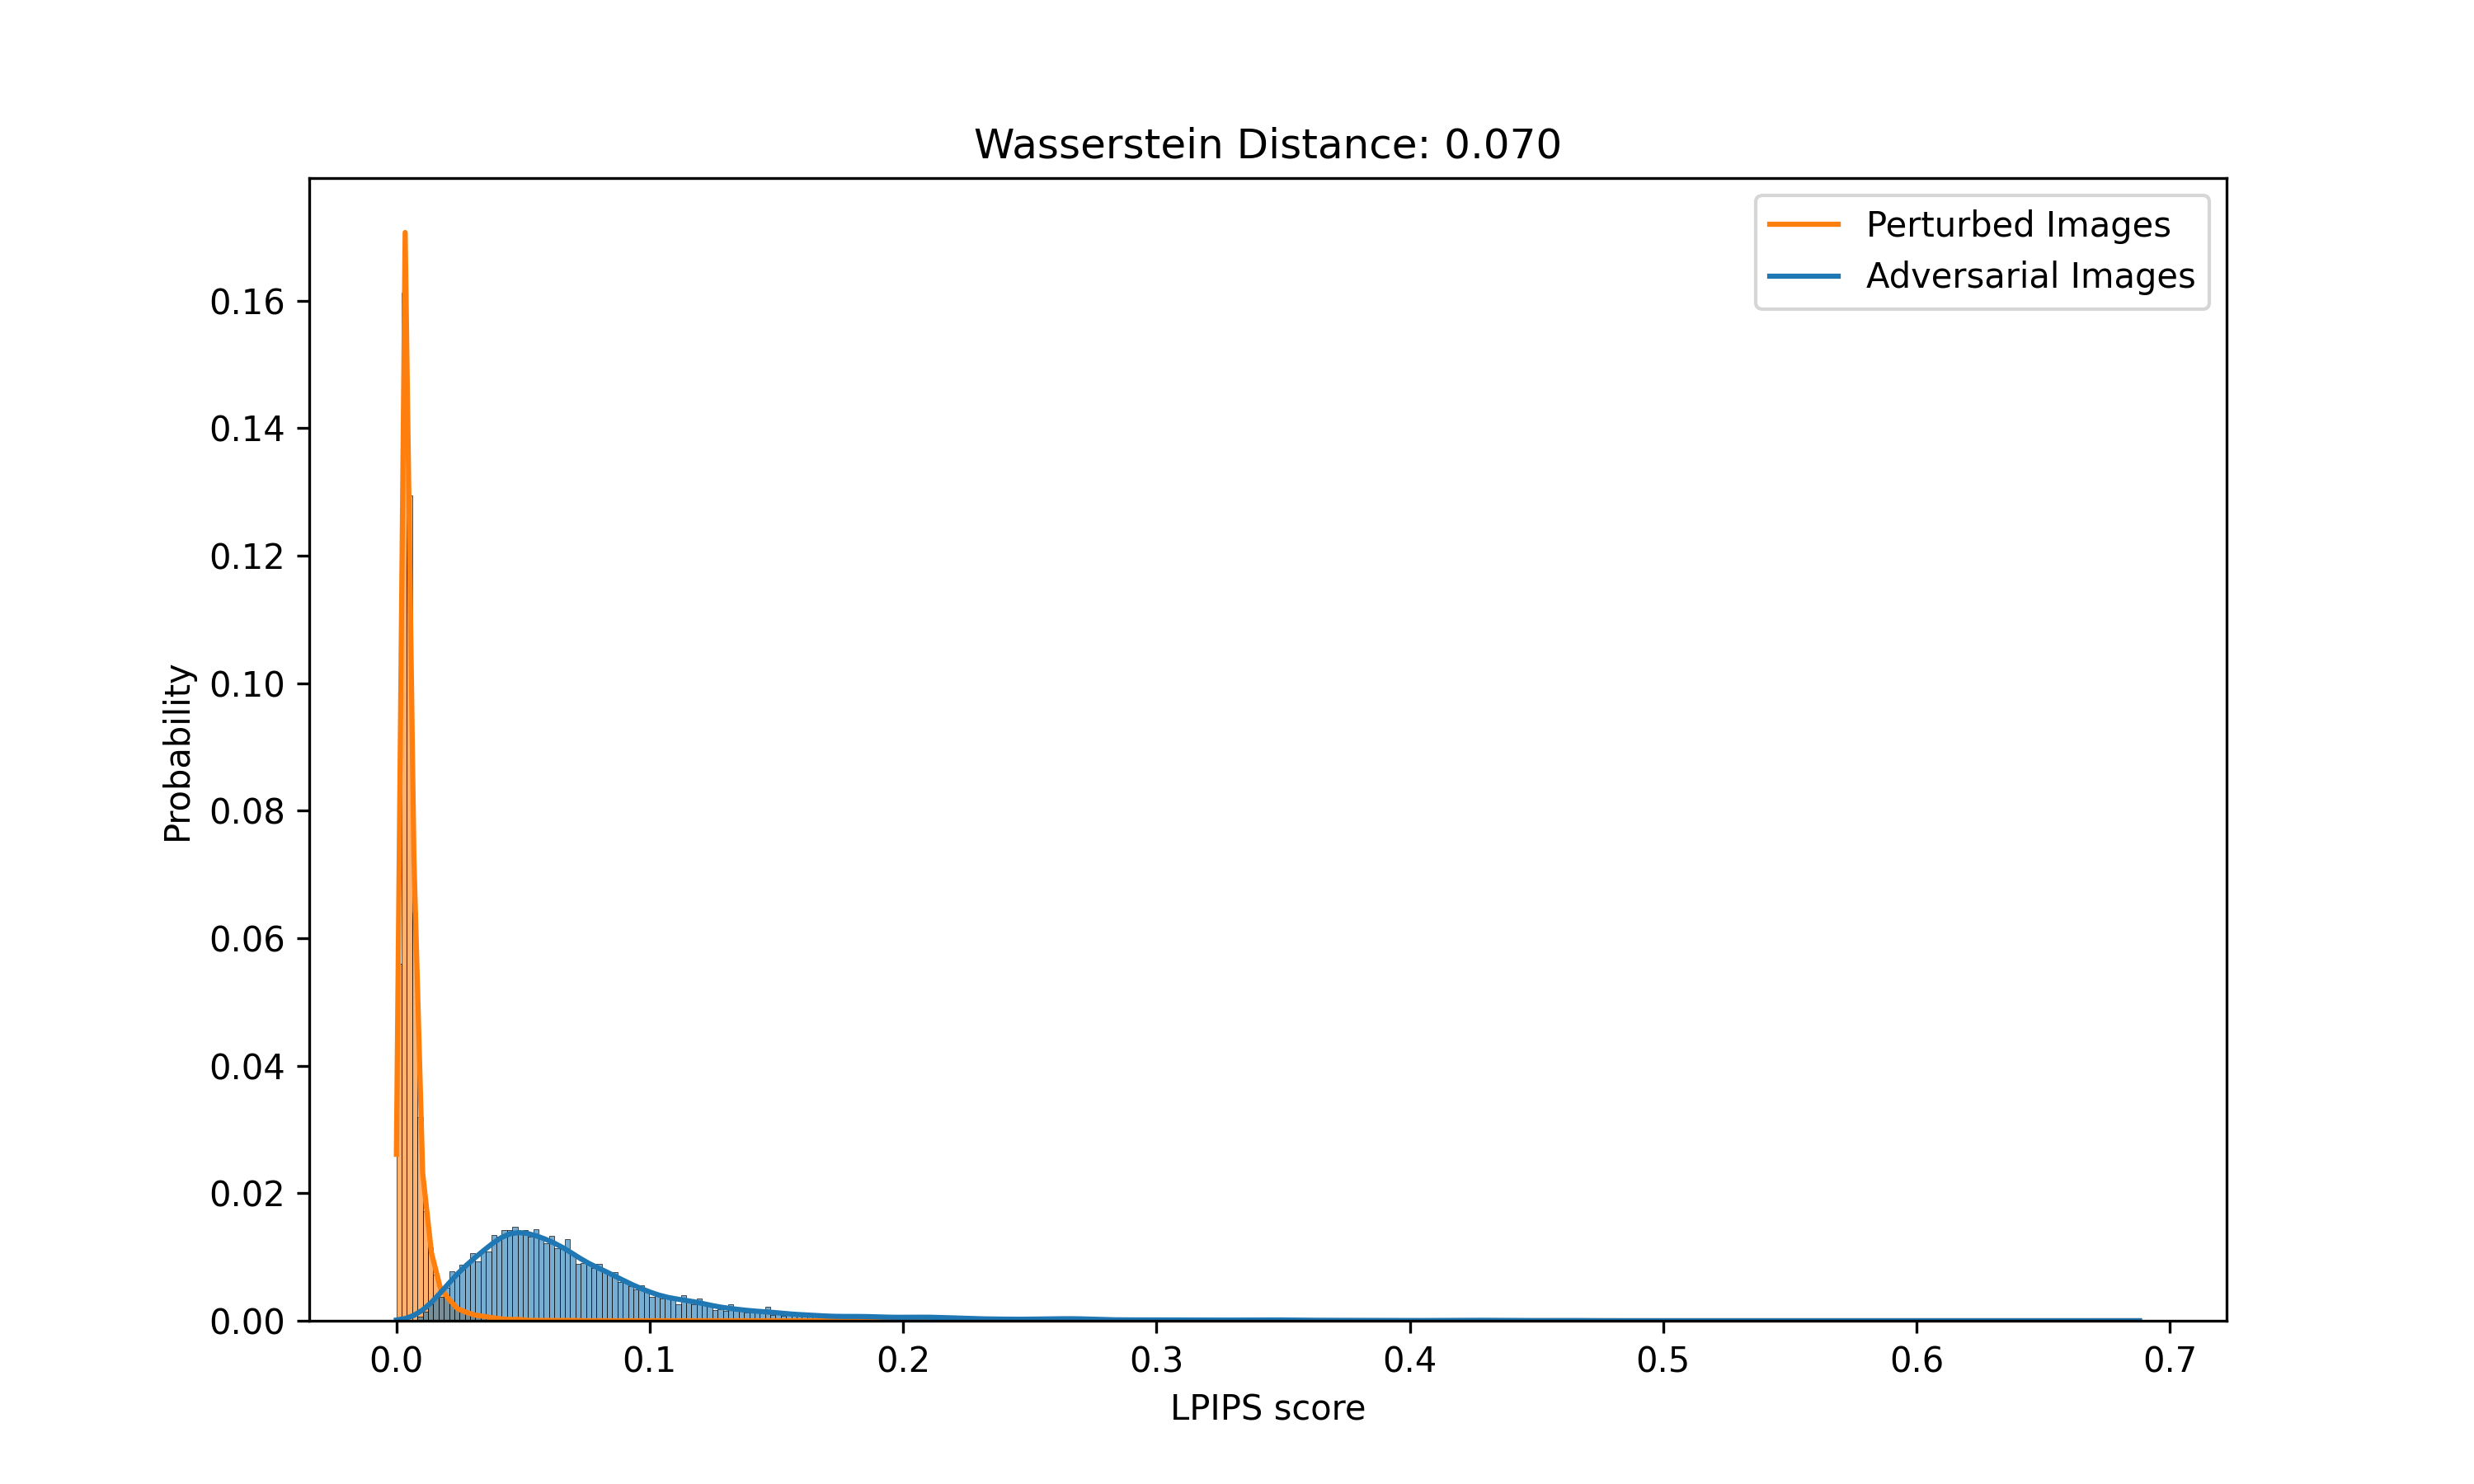 Wasserstein Distance: 0.070
Perturbed Images
Adversarial Images
Probability
0.16
0.14
0.12
0.10
0.08
0.06
0.04
0.02
0.00
0.0 0.1 0.2 0.3 0.4 0.5 0.6 0.7
LPIPS score